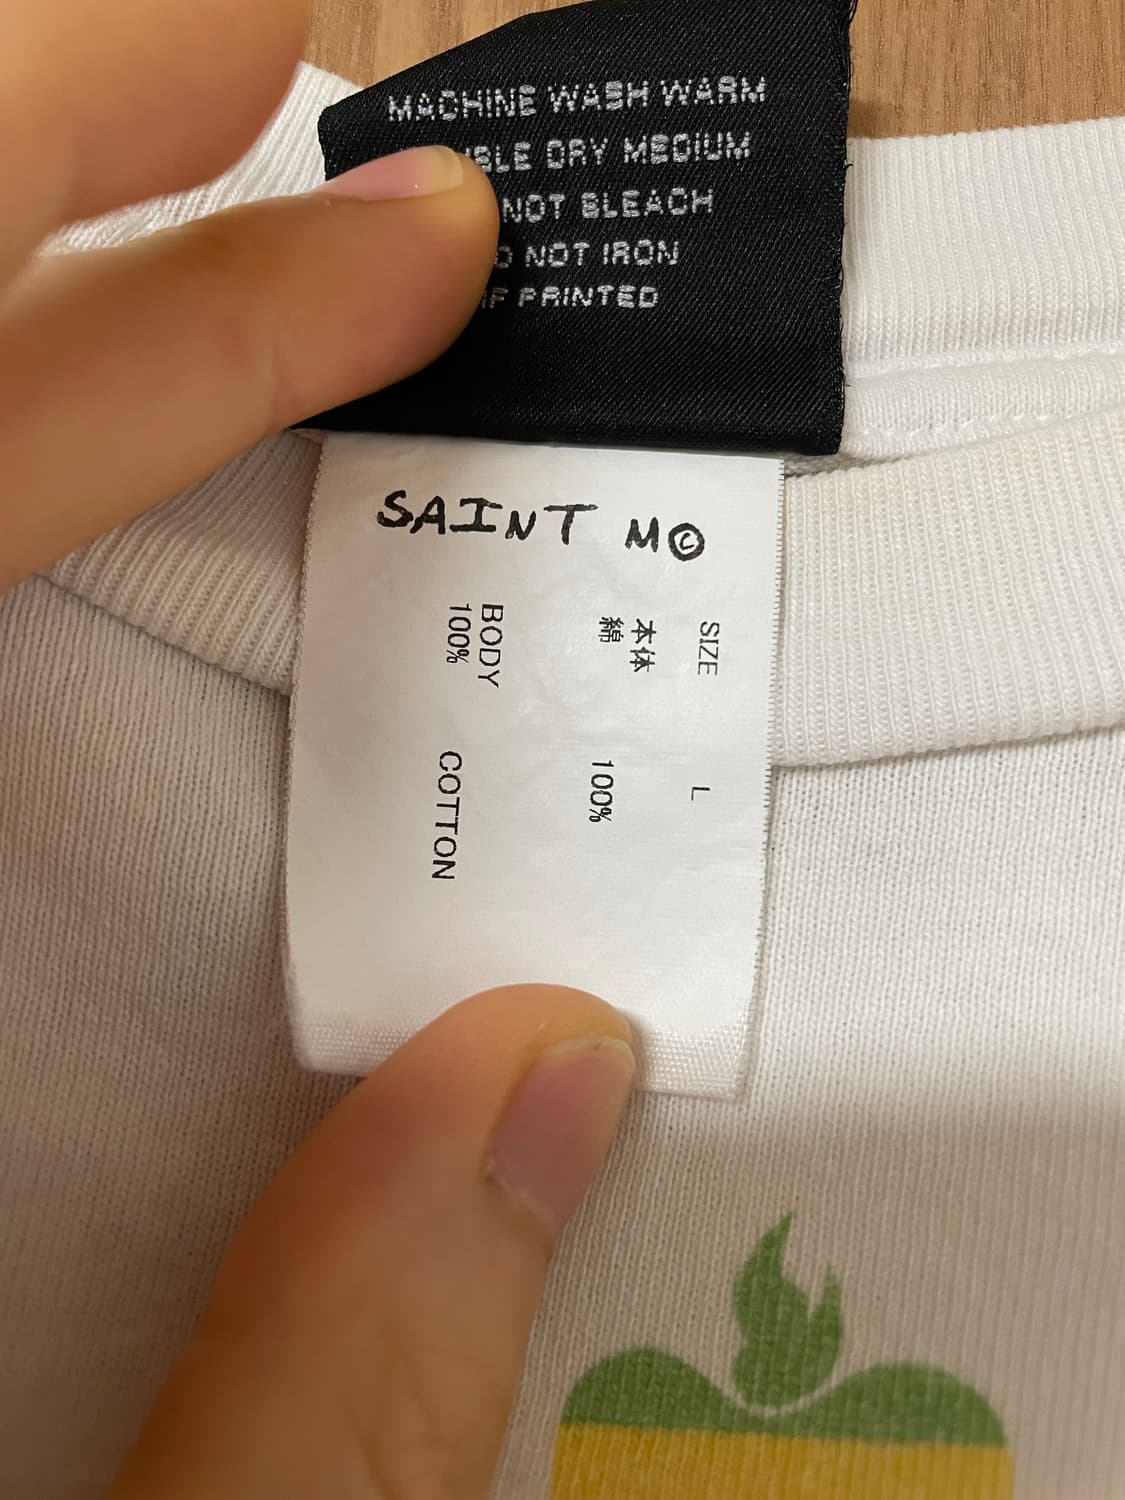 MACHINE WASH WARM
DRY MEDIUM
NOT BLEACH
NOT IRON
IF PRINTED
SAINT M©
SIZE L
本体
綿 100%
BODY
100% COTTON